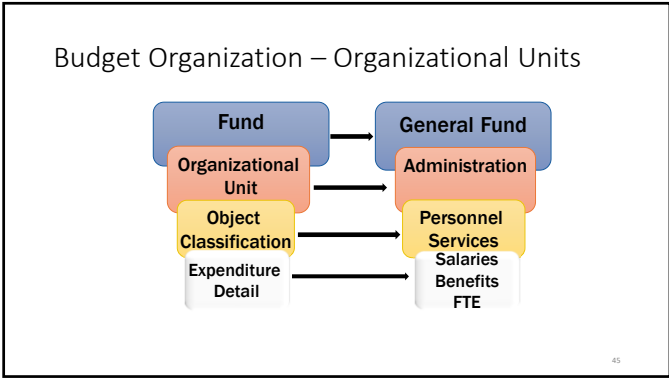 Budget Organization – Organizational Units
Fund
Organizational
Unit
Object
Classification
Expenditure
Detail
General Fund
Administration
Personnel
Services
Salaries
Benefits
FTE
45